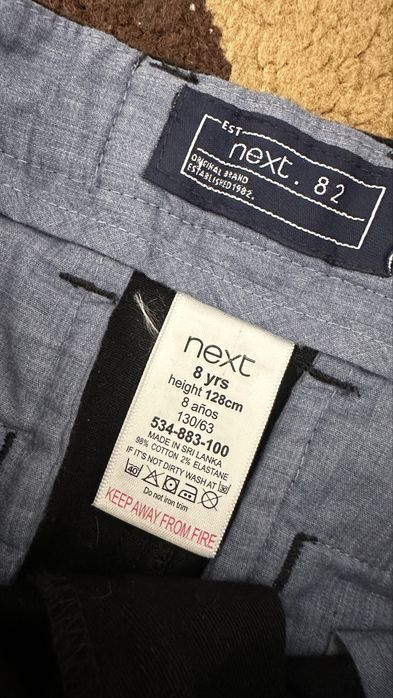 EST
next. 82
ORIGINAL BRAND
ESTABLISHED 1982.
next
8 yrs
height 128cm
8 años
130/63
534-883-100
MADE IN SRI LANKA
98% COTTON 2% ELASTANE
IF IT'S NOT DIRTY WASH AT 30
40
Do not iron trim
KEEP AWAY FROM FIRE